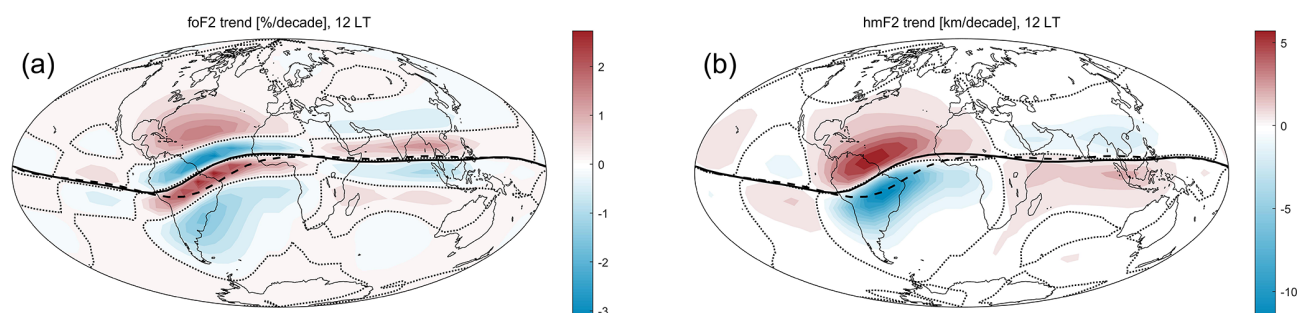 foF2 trend [%/decade], 12 LT
(a)
2
1
0
-1
-2
-3
hmF2 trend [km/decade], 12 LT
(b)
5
0
-5
-10